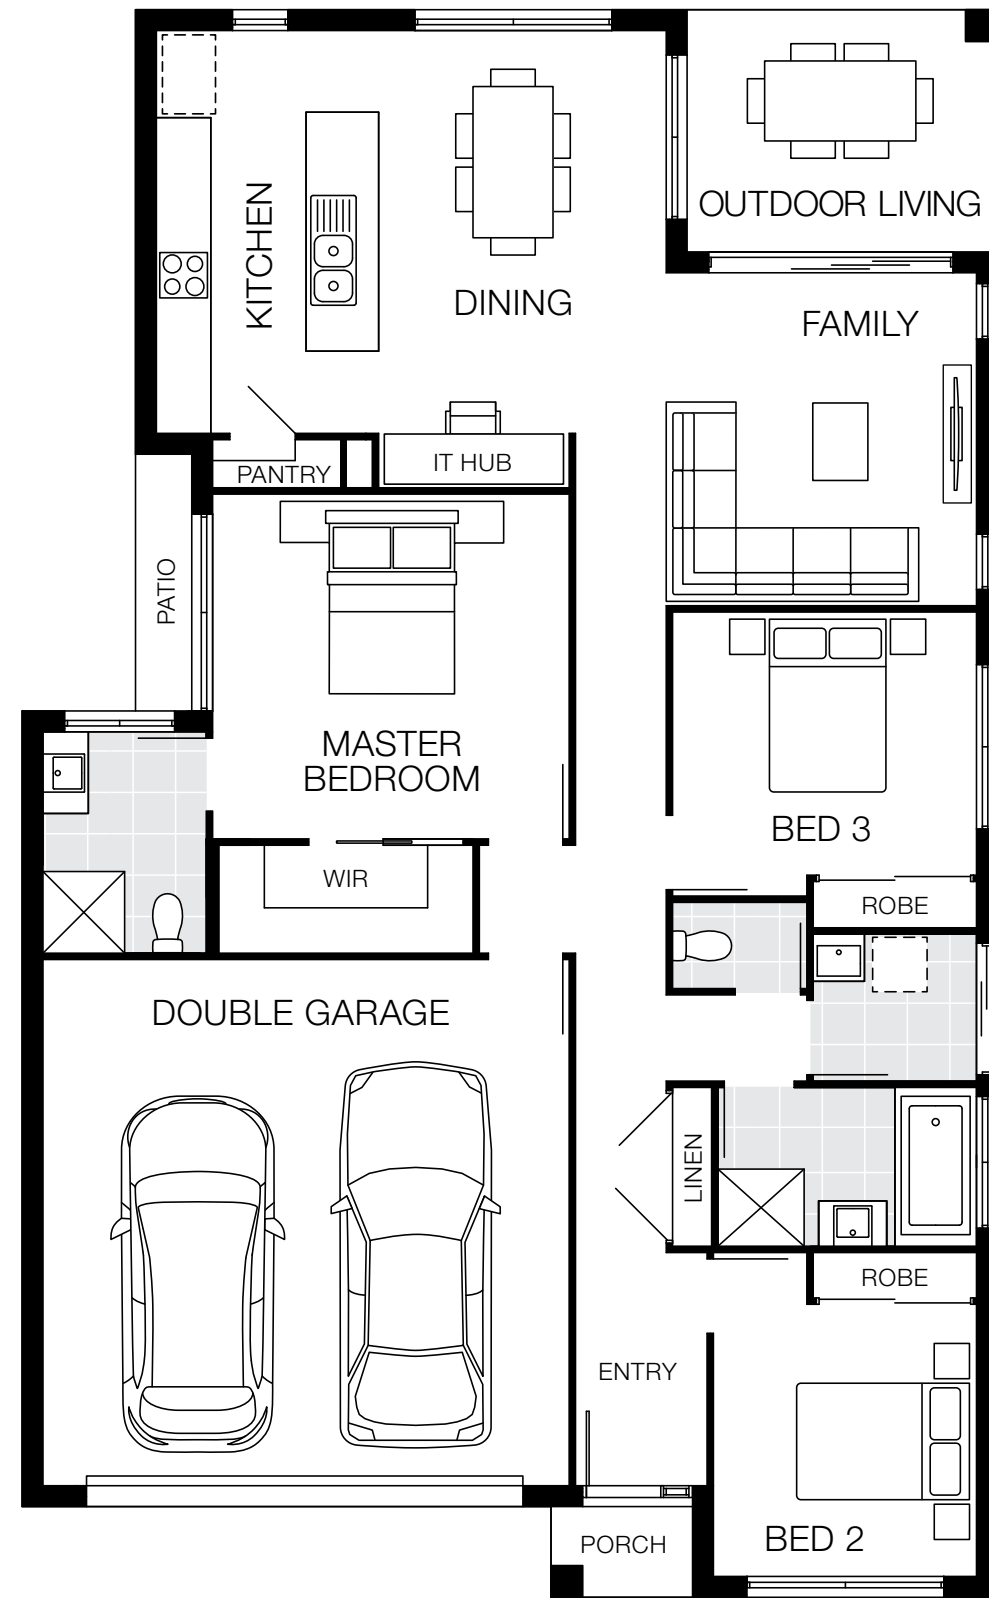 KITCHEN
DINING
OUTDOOR LIVING
FAMILY
PANTRY
IT HUB
PATIO
MASTER
BEDROOM
BED 3
WIR
ROBE
DOUBLE GARAGE
LINEN
ROBE
ENTRY
BED 2
PORCH